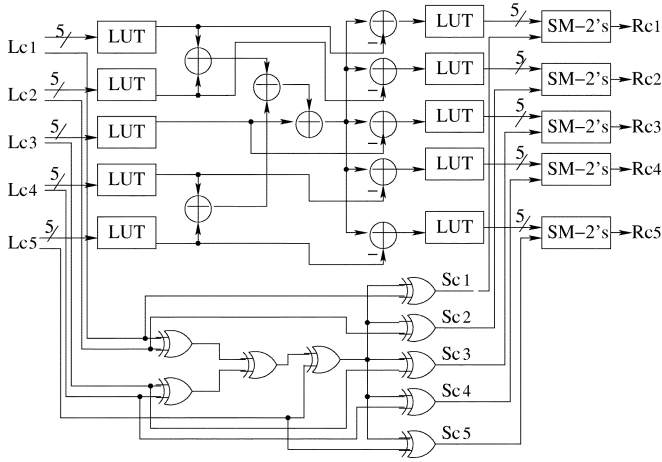 5 LUT LUT 5 SM-2's Rc1
Lc1
5 LUT LUT 5 SM-2's Rc2
Lc2
5 LUT LUT 5 SM-2's Rc3
Lc3
5 LUT LUT 5 SM-2's Rc4
Lc4
5 LUT LUT 5 SM-2's Rc5
Lc5
Sc1
Sc2
Sc3
Sc4
Sc5